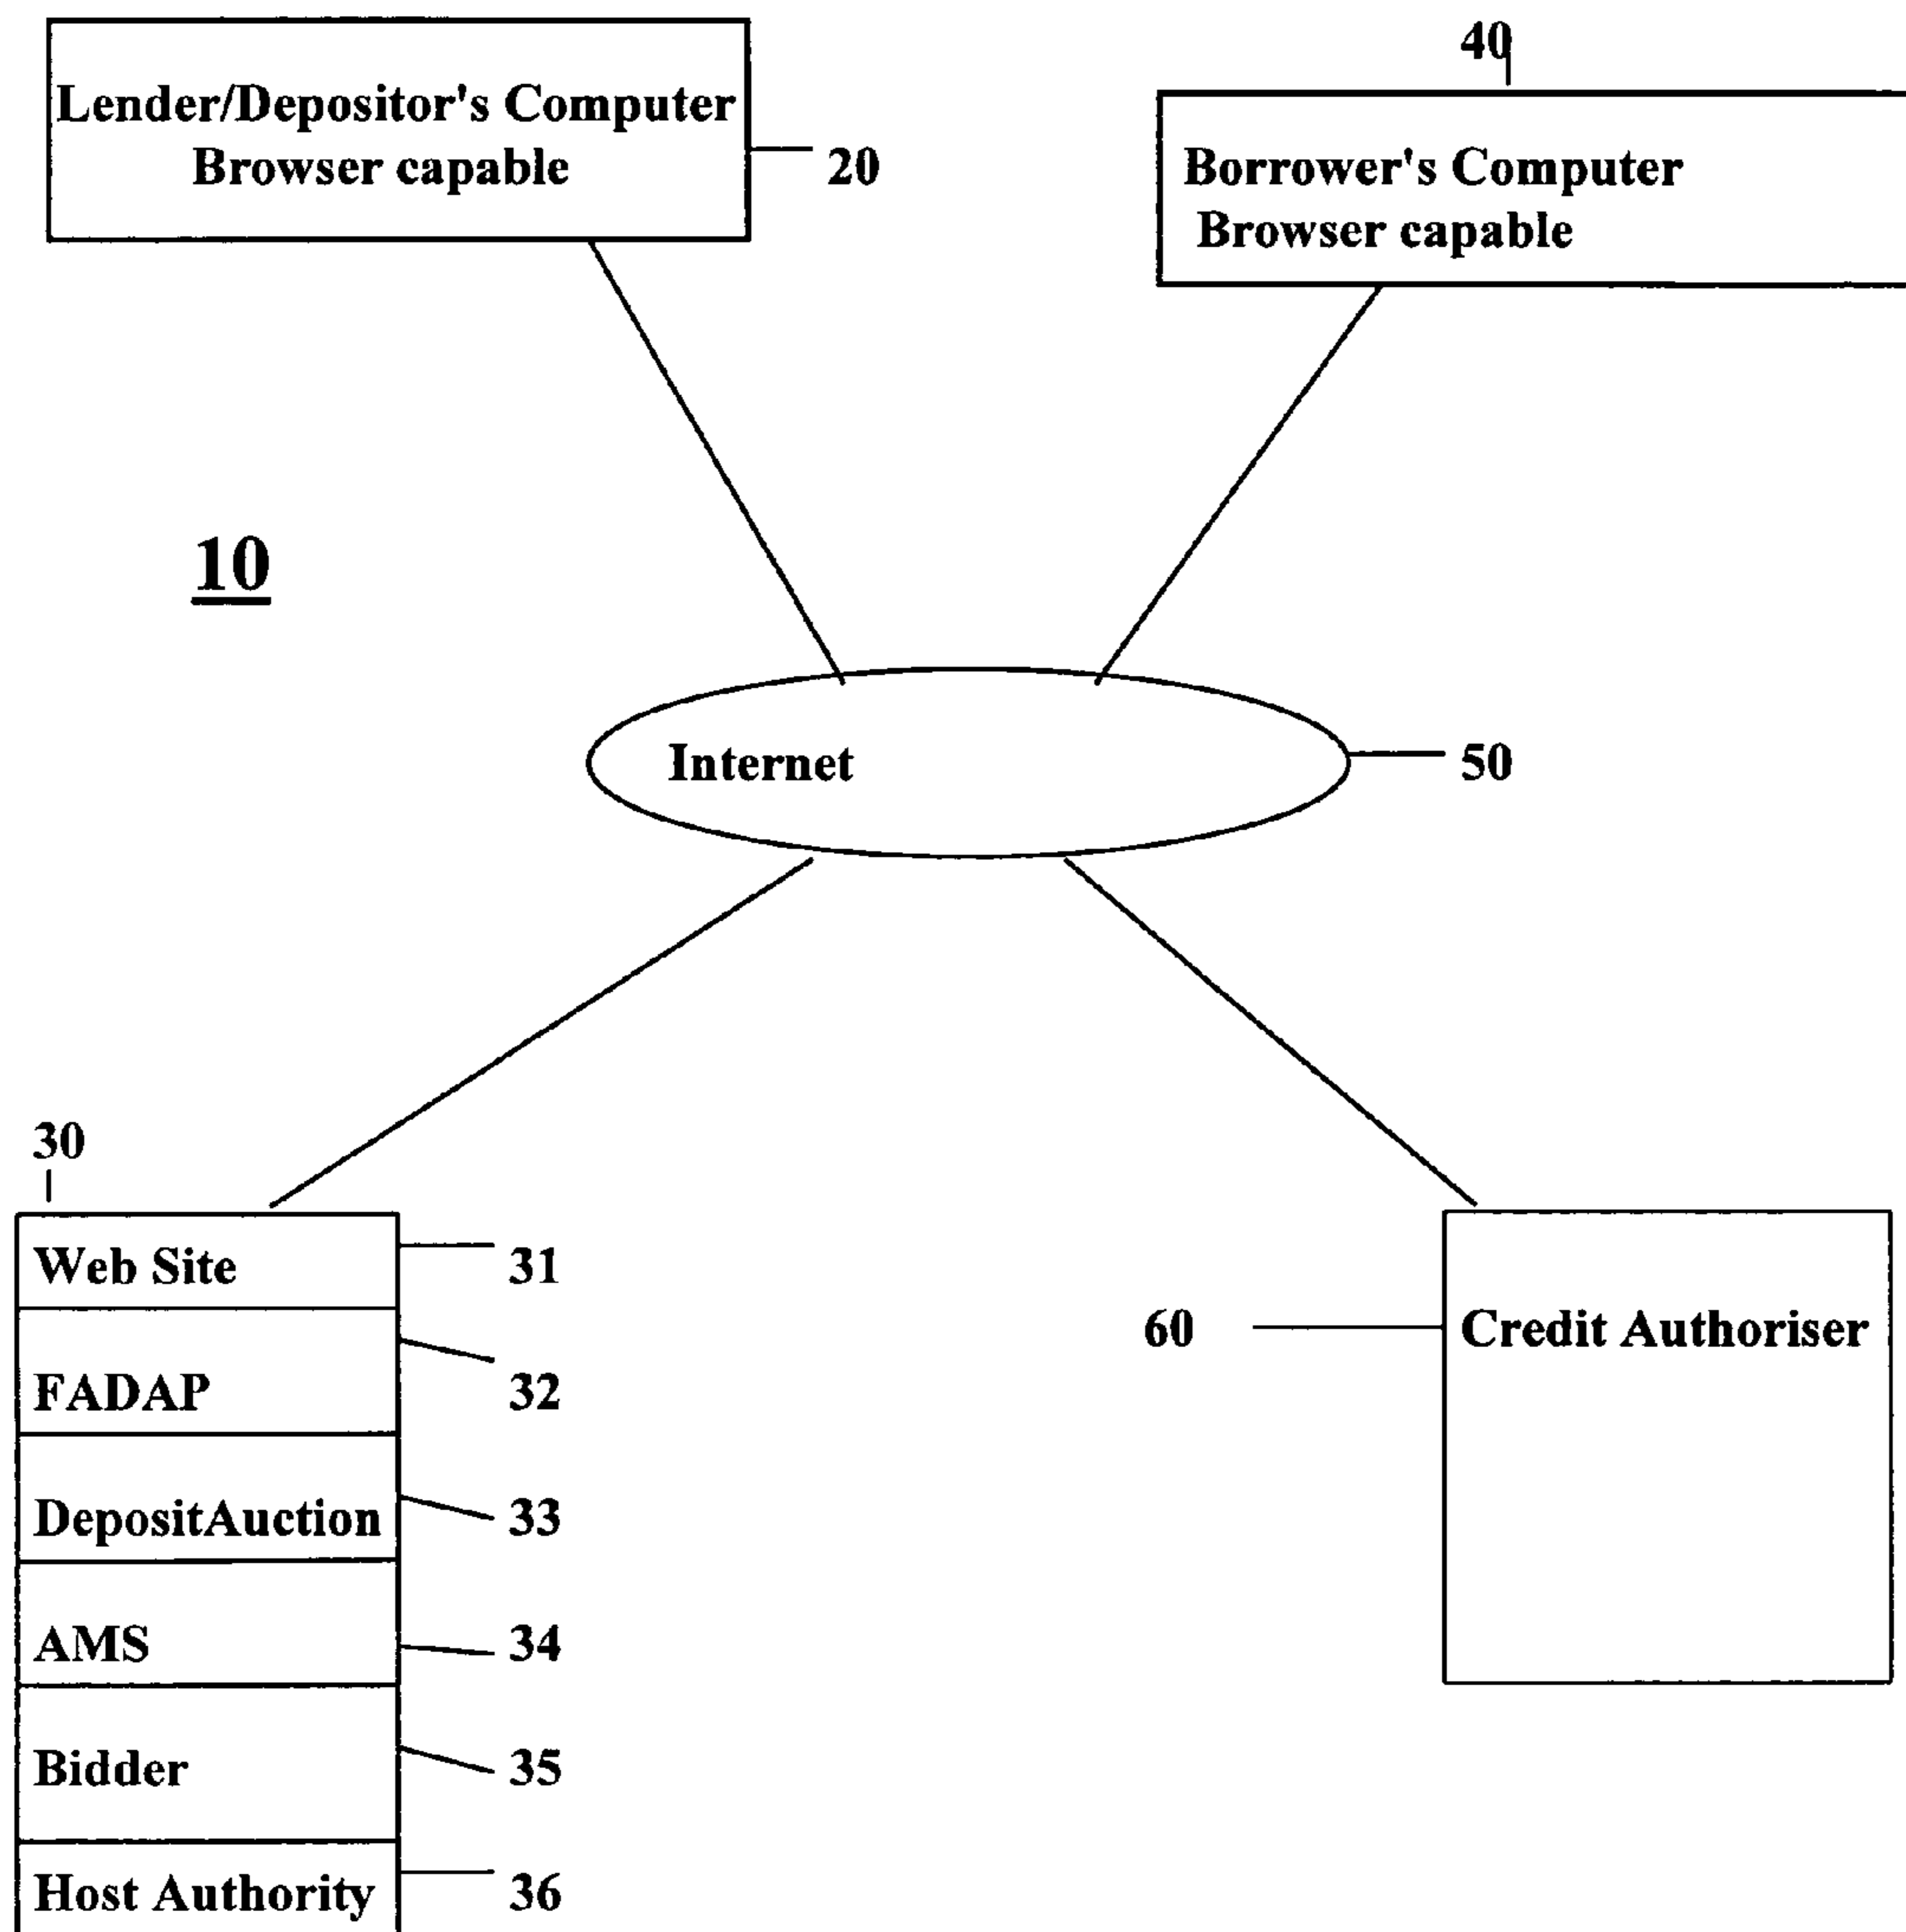 40
Lender/Depositor's Computer
Browser capable
20
Borrower's Computer
Browser capable
10
Internet
50
30
Web Site
31
FADAP
32
DepositAuction
33
AMS
34
Bidder
35
Host Authority
36
60
Credit Authoriser